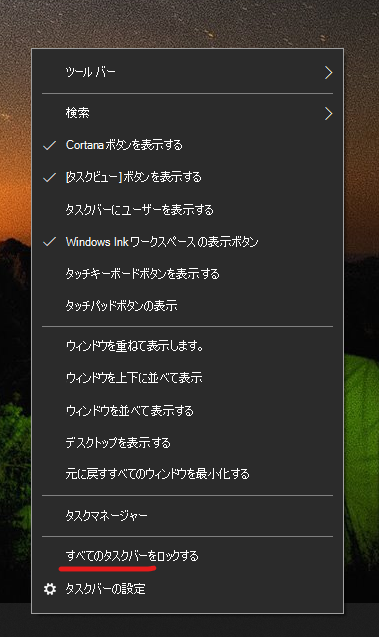 ツール バー
検索
Cortana ボタンを表示する
[タスクビュー] ボタンを表示する
タスクバーにユーザーを表示する
Windows Ink ワークスペースの表示ボタン
タッチキーボードボタンを表示する
タッチパッドボタンの表示
ウィンドウを重ねて表示します。
ウィンドウを上下に並べて表示
ウィンドウを並べて表示する
デスクトップを表示する
元に戻すすべてのウィンドウを最小化する
タスクマネージャー
すべてのタスクバーをロックする
タスクバーの設定